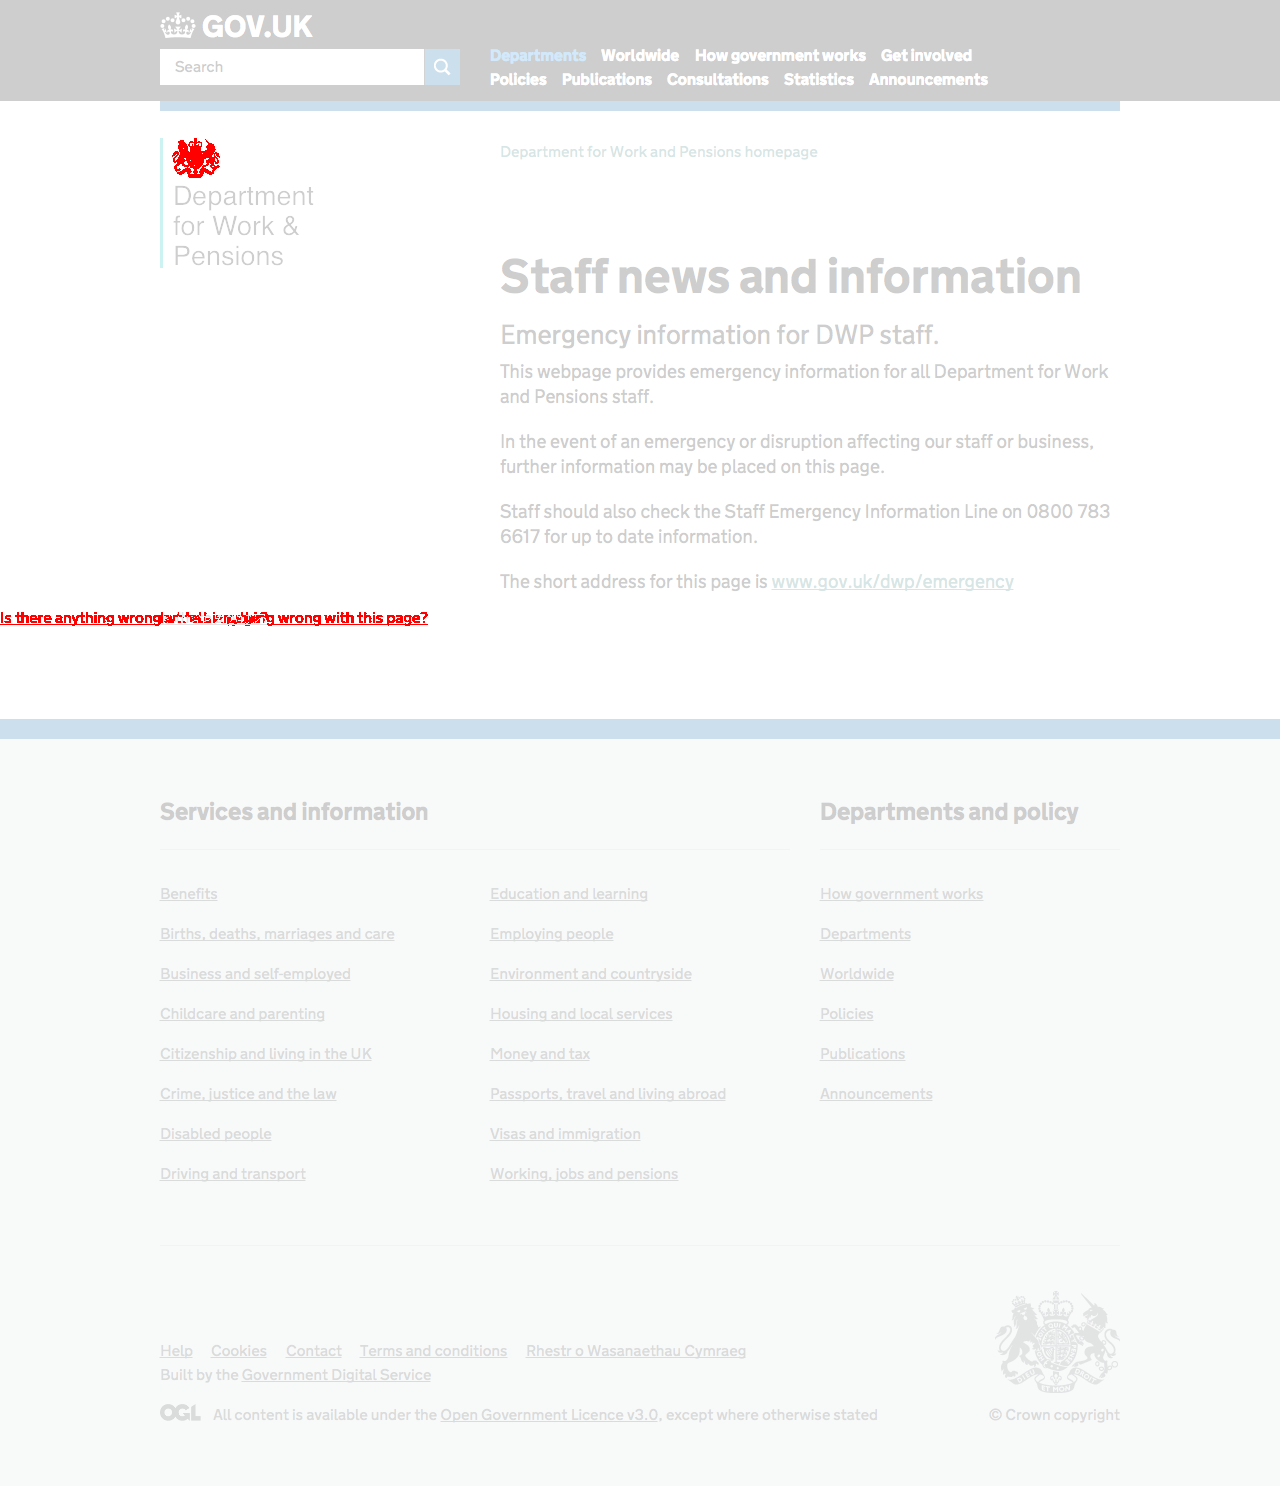 GOV.UK
Search
Departments Worldwide How government works Get involved
Policies Publications Consultations Statistics Announcements
Department for Work & Pensions
Department for Work and Pensions homepage
Staff news and information
Emergency information for DWP staff.
This webpage provides emergency information for all Department for Work
and Pensions staff.
In the event of an emergency or disruption affecting our staff or business,
further information may be placed on this page.
Staff should also check the Staff Emergency Information Line on 0800 783
6617 for up to date information.
The short address for this page is www.gov.uk/dwp/emergency
Is there anything wrong with this page?
Services and information
Benefits
Births, deaths, marriages and care
Business and self-employed
Childcare and parenting
Citizenship and living in the UK
Crime, justice and the law
Disabled people
Driving and transport
Education and learning
Employing people
Environment and countryside
Housing and local services
Money and tax
Passports, travel and living abroad
Visas and immigration
Working, jobs and pensions
Departments and policy
How government works
Departments
Worldwide
Policies
Publications
Announcements
Help Cookies Contact Terms and conditions Rhestr o Wasanaethau Cymraeg
Built by the Government Digital Service
OGL All content is available under the Open Government Licence v3.0, except where otherwise stated
© Crown copyright